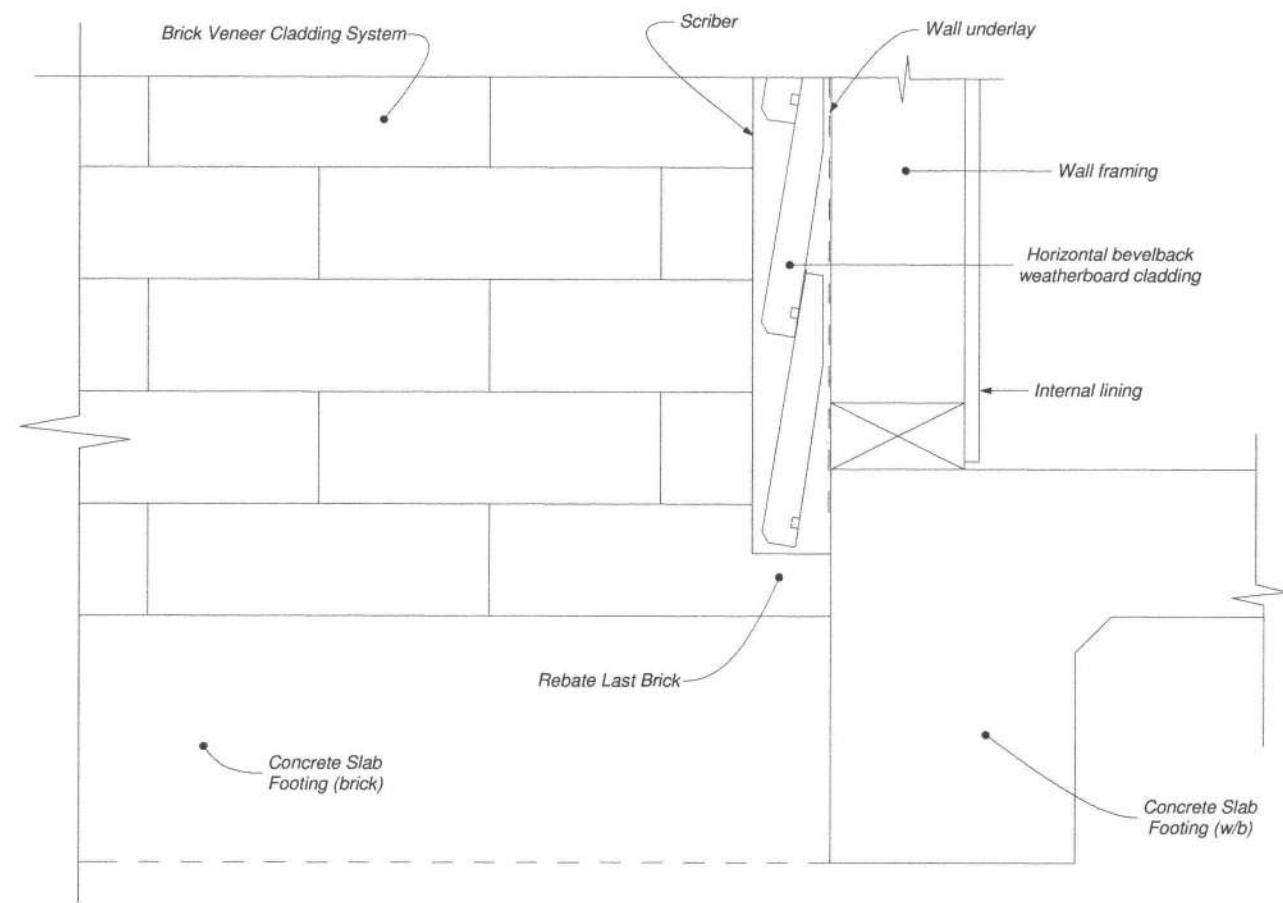 Brick Veneer Cladding System
Scriber
Wall underlay
Wall framing
Horizontal bevelback
weatherboard cladding
Internal lining
Rebate Last Brick
Concrete Slab
Footing (brick)
Concrete Slab
Footing (w/b)